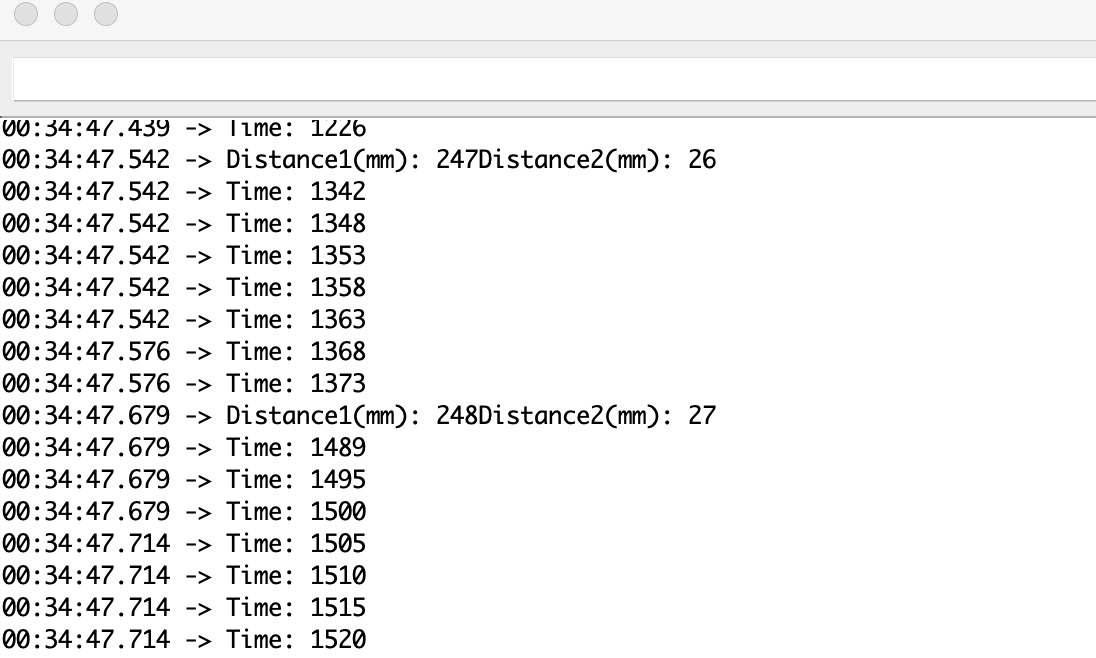 00:34:47.439 -> Time: 1226
00:34:47.542 -> Distance1(mm): 247Distance2(mm): 26
00:34:47.542 -> Time: 1342
00:34:47.542 -> Time: 1348
00:34:47.542 -> Time: 1353
00:34:47.542 -> Time: 1358
00:34:47.542 -> Time: 1363
00:34:47.576 -> Time: 1368
00:34:47.576 -> Time: 1373
00:34:47.679 -> Distance1(mm): 248Distance2(mm): 27
00:34:47.679 -> Time: 1489
00:34:47.679 -> Time: 1495
00:34:47.679 -> Time: 1500
00:34:47.714 -> Time: 1505
00:34:47.714 -> Time: 1510
00:34:47.714 -> Time: 1515
00:34:47.714 -> Time: 1520